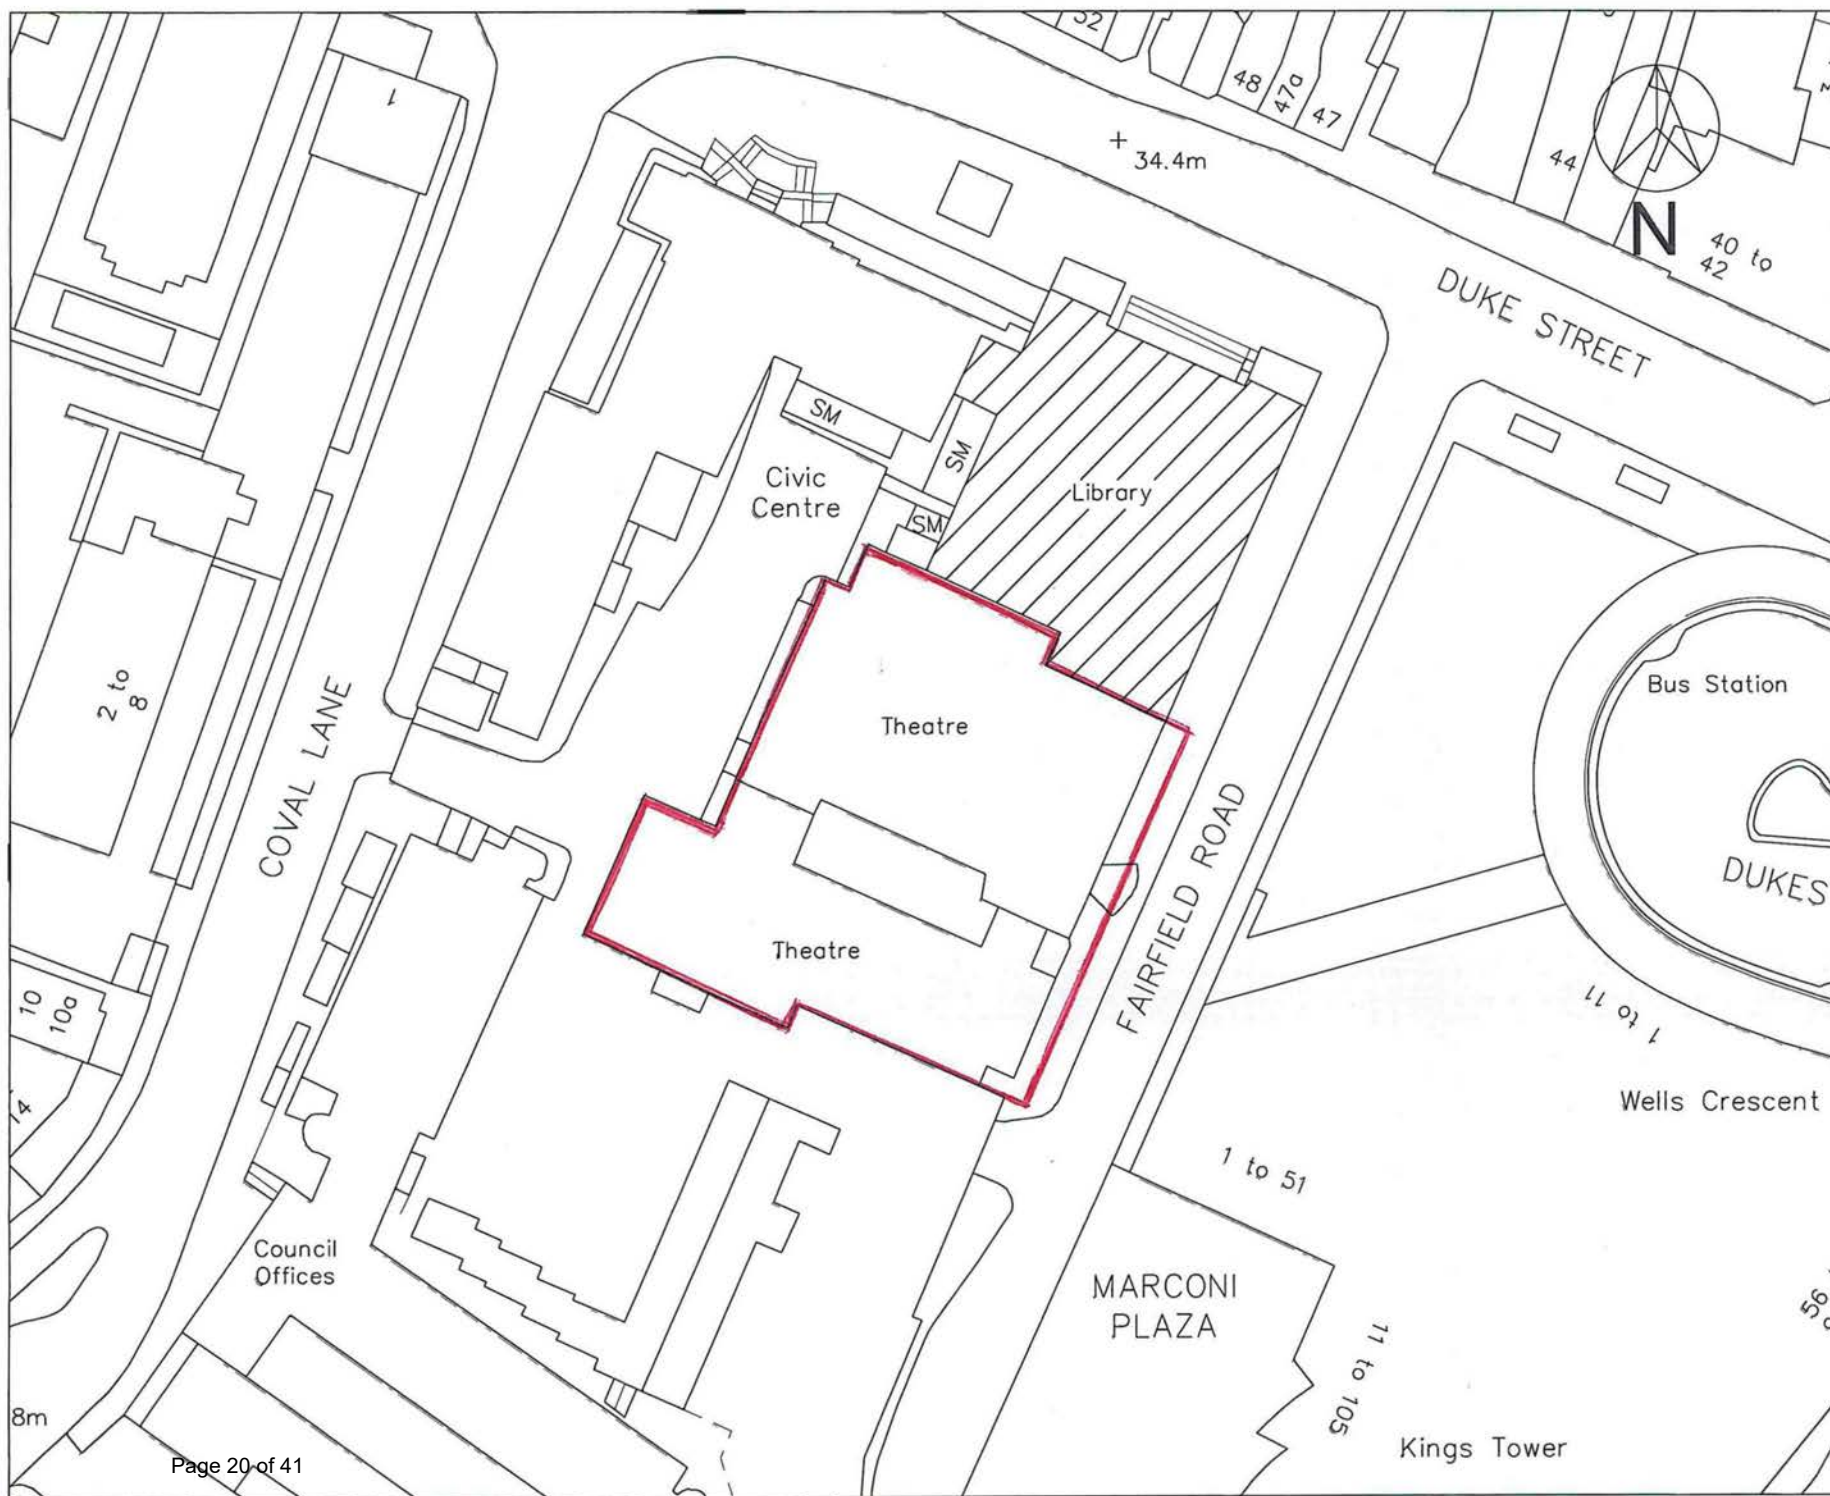 52
48
47a
47
1
34.4m
44
N
40 to
42
DUKE STREET
SM
SM
Civic
Centre
Library
SM
2 to
8
Bus Station
COVAL LANE
Theatre
FAIRFIELD ROAD
DUKES
Theatre
10
10a
1 to 11
14
Wells Crescent
1 to 51
Council
Offices
MARCONI
PLAZA
56
11 to 105
8m
Kings Tower
Page 20 of 41